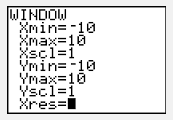 WINDOW
Xmin=-10
Xmax=10
Xscl=1
Ymin=-10
Ymax=10
Yscl=1
Xres=